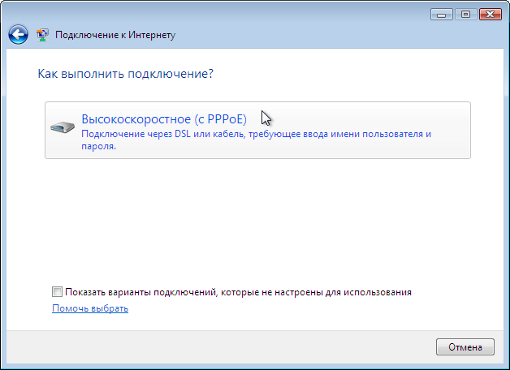 Подключение к Интернету
Как выполнить подключение?
Высокоскоростное (с PPPoE)
Подключение через DSL или кабель, требующее ввода имени пользователя и
пароля.
Показать варианты подключений, которые не настроены для использования
Помочь выбрать
Отмена